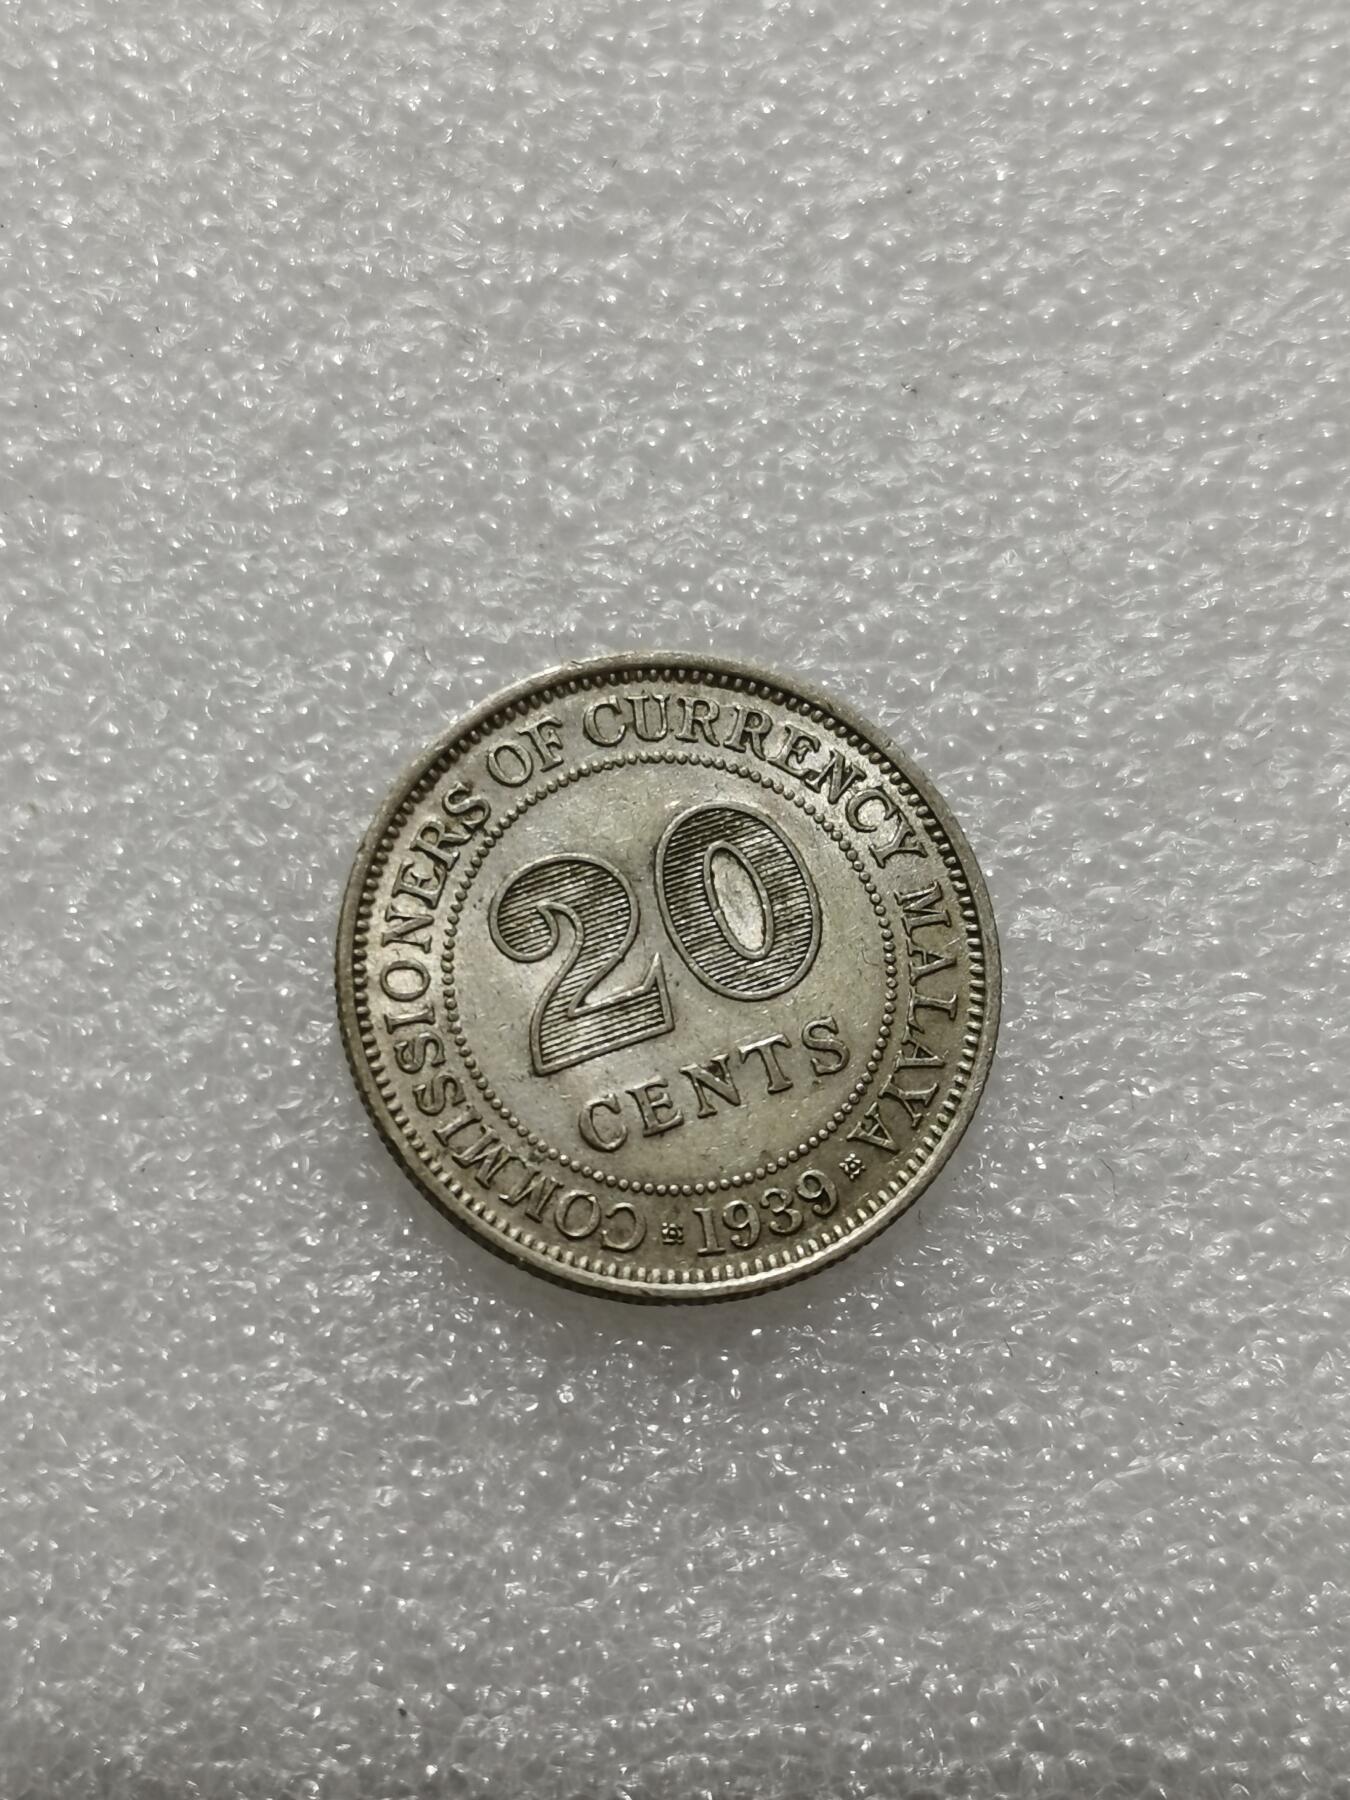 COMMISSIONERS OF CURRENCY MALAYA
20
CENTS
1939